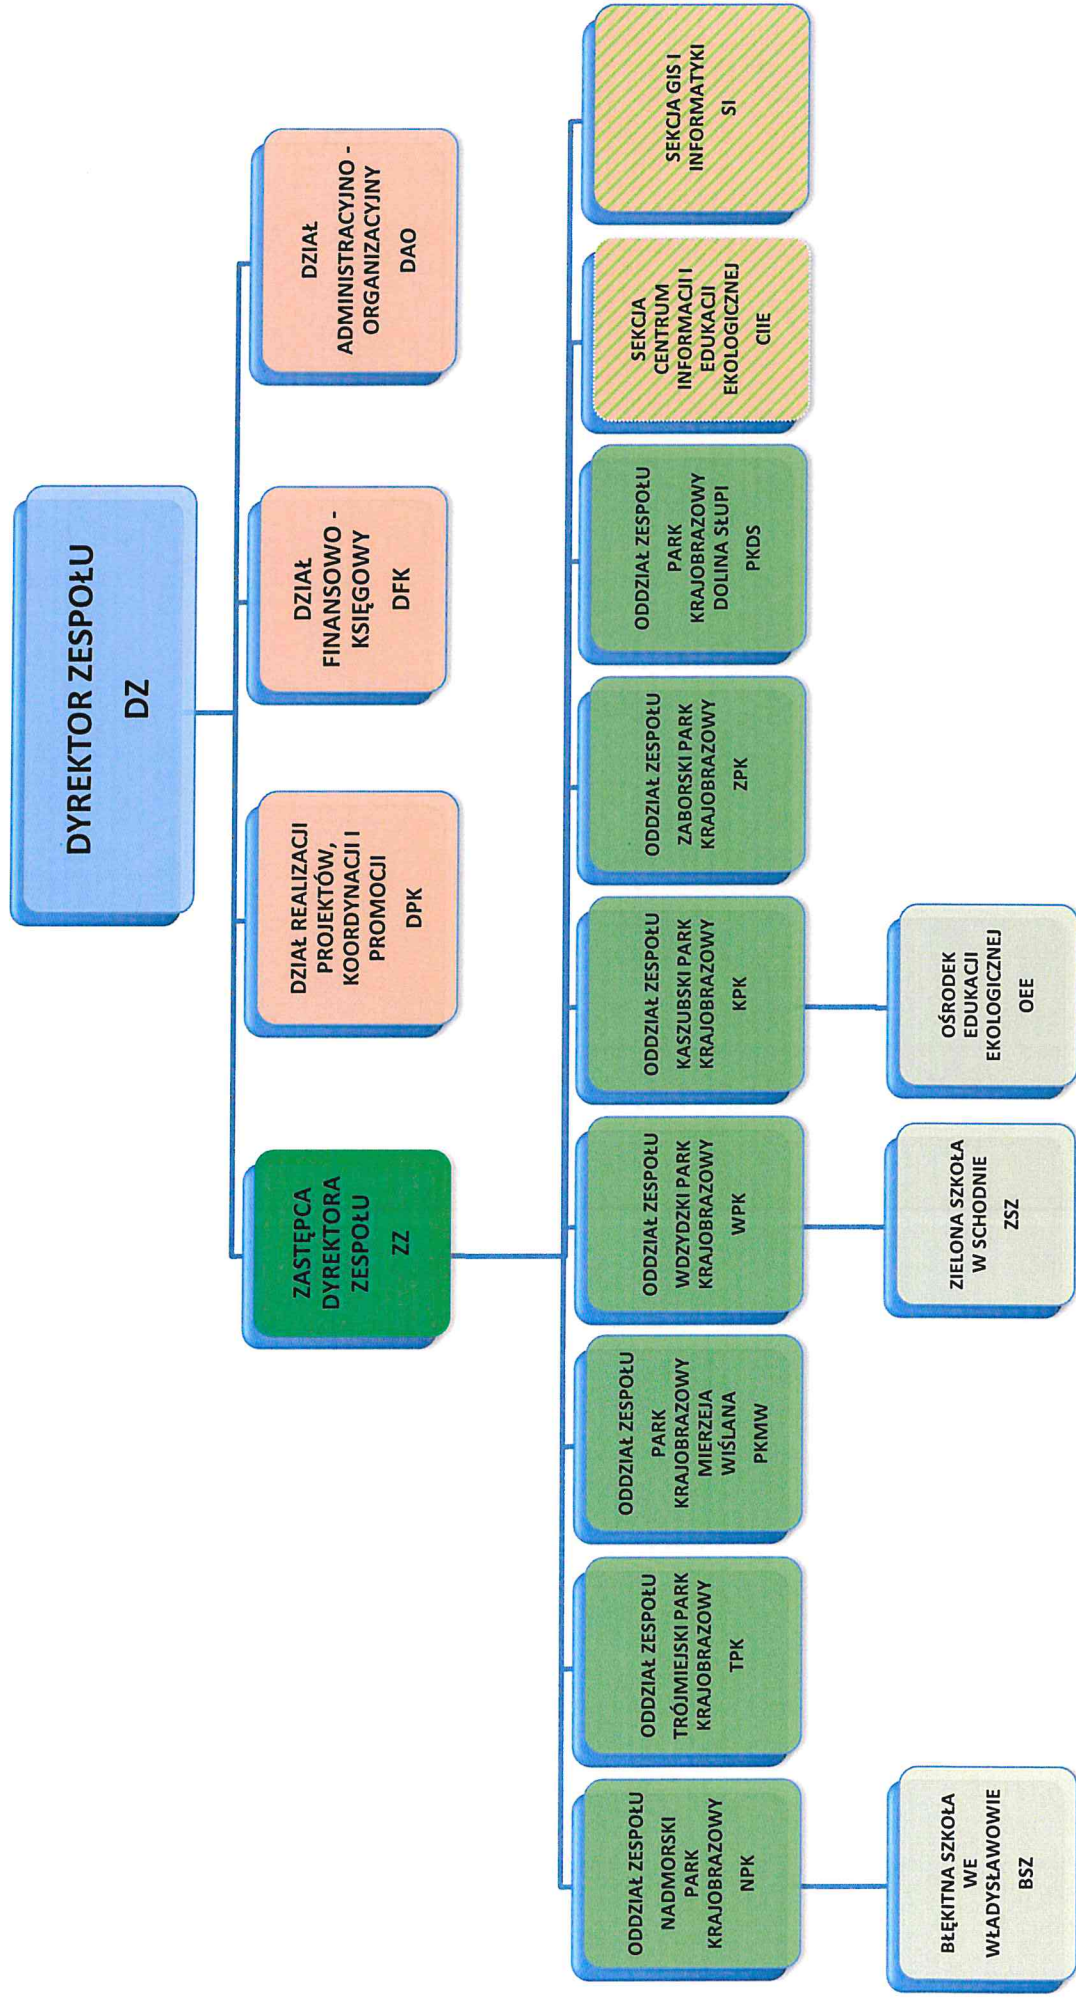 DYREKTOR ZESPOŁU
DZ
ZASTĘPCA
DYREKTORA
ZESPOŁU
ZZ
DZIAŁ REALIZACJI
PROJEKTÓW,
KOORDYNACJI I
PROMOCJI
DPK
DZIAŁ
FINANSOWO -
KSIĘGOWY
DFK
DZIAŁ
ADMINISTRACYJNO -
ORGANIZACYJNY
DAO
ODDZIAŁ ZESPOŁU
NADMORSKI
PARK
KRAJOBRAZOWY
NPK
ODDZIAŁ ZESPOŁU
TRÓJMIEJSKI PARK
KRAJOBRAZOWY
TPK
ODDZIAŁ ZESPOŁU
PARK
KRAJOBRAZOWY
MIERZEJA
WIŚLANA
PKMW
ODDZIAŁ ZESPOŁU
WDZYDZKI PARK
KRAJOBRAZOWY
WPK
ODDZIAŁ ZESPOŁU
KASZUBSKI PARK
KRAJOBRAZOWY
KPK
ODDZIAŁ ZESPOŁU
ZABORSKI PARK
KRAJOBRAZOWY
ZPK
ODDZIAŁ ZESPOŁU
PARK
KRAJOBRAZOWY
DOLINA SŁUPI
PKDS
SEKCJA
CENTRUM
INFORMACJI I
EDUKACJI
EKOLOGICZNEJ
CIIE
SEKCJA GIS I
INFORMATYKI
SI
BŁĘKITNA SZKOŁA
WE
WŁADYSŁAWOWIE
BSZ
ZIELONA SZKOŁA
W SCHODNIE
ZSZ
OŚRODEK
EDUKACJI
EKOLOGICZNEJ
OEE